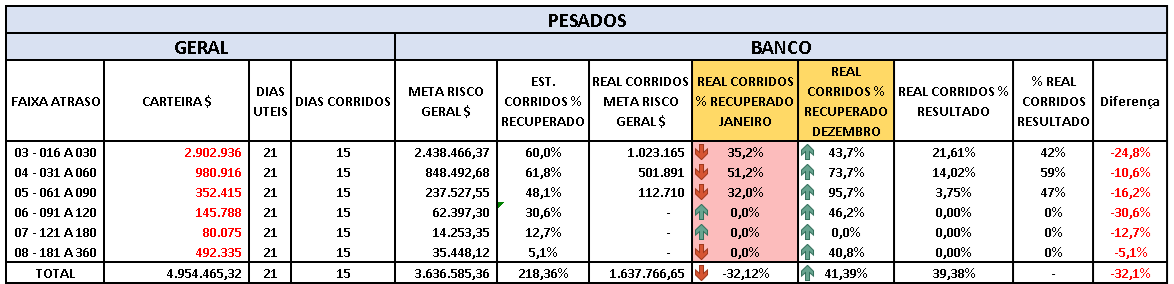 PESADOS
GERAL BANCO
FAIXA ATRASO CARTEIRA $ DIAS UTEIS DIAS CORRIDOS META RISCO GERAL $ EST. CORRIDOS % RECUPERADO REAL CORRIDOS META RISCO GERAL $ REAL CORRIDOS % RECUPERADO JANEIRO REAL CORRIDOS % RECUPERADO DEZEMBRO REAL CORRIDOS % RESULTADO % REAL CORRIDOS RESULTADO Diferença
03 - 016 A 030 2.902.936 21 15 2.438.466,37 60,0% 1.023.165 35,2% 43,7% 21,61% 42% -24,8%
04 - 031 A 060 980.916 21 15 848.492,68 61,8% 501.891 51,2% 73,7% 14,02% 59% -10,6%
05 - 061 A 090 352.415 21 15 237.527,55 48,1% 112.710 32,0% 95,7% 3,75% 47% -16,2%
06 - 091 A 120 145.788 21 15 62.397,30 30,6% - 0,0% 46,2% 0,00% 0% -30,6%
07 - 121 A 180 80.075 21 15 14.253,35 12,7% - 0,0% 0,0% 0,00% 0% -12,7%
08 - 181 A 360 492.335 21 15 35.448,12 5,1% - 0,0% 40,8% 0,00% 0% -5,1%
TOTAL 4.954.465,32 21 15 3.636.585,36 218,36% 1.637.766,65 -32,12% 41,39% 39,38% - -32,1%